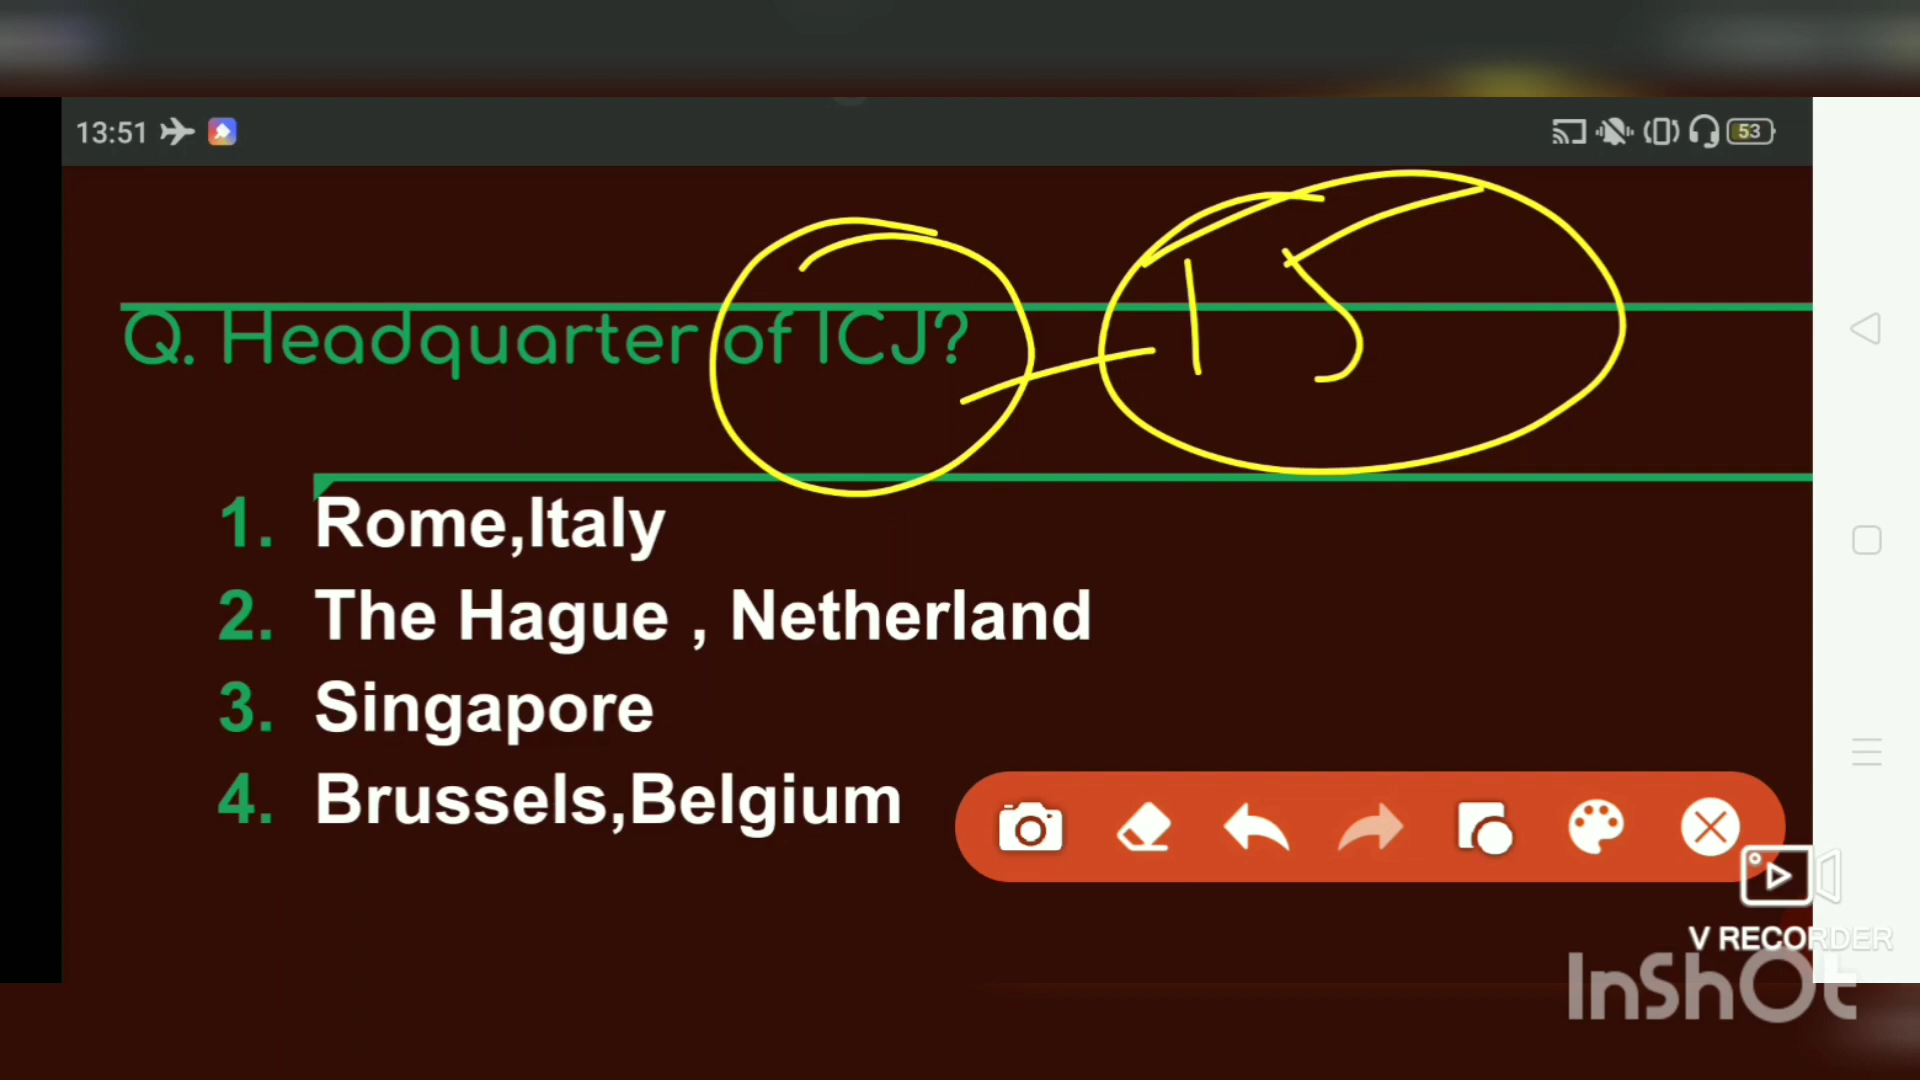 13:51 53
Q. Headquarter of ICJ?
15
1. Rome,Italy
2. The Hague , Netherland
3. Singapore
4. Brussels,Belgium
V RECORDER
InShOt